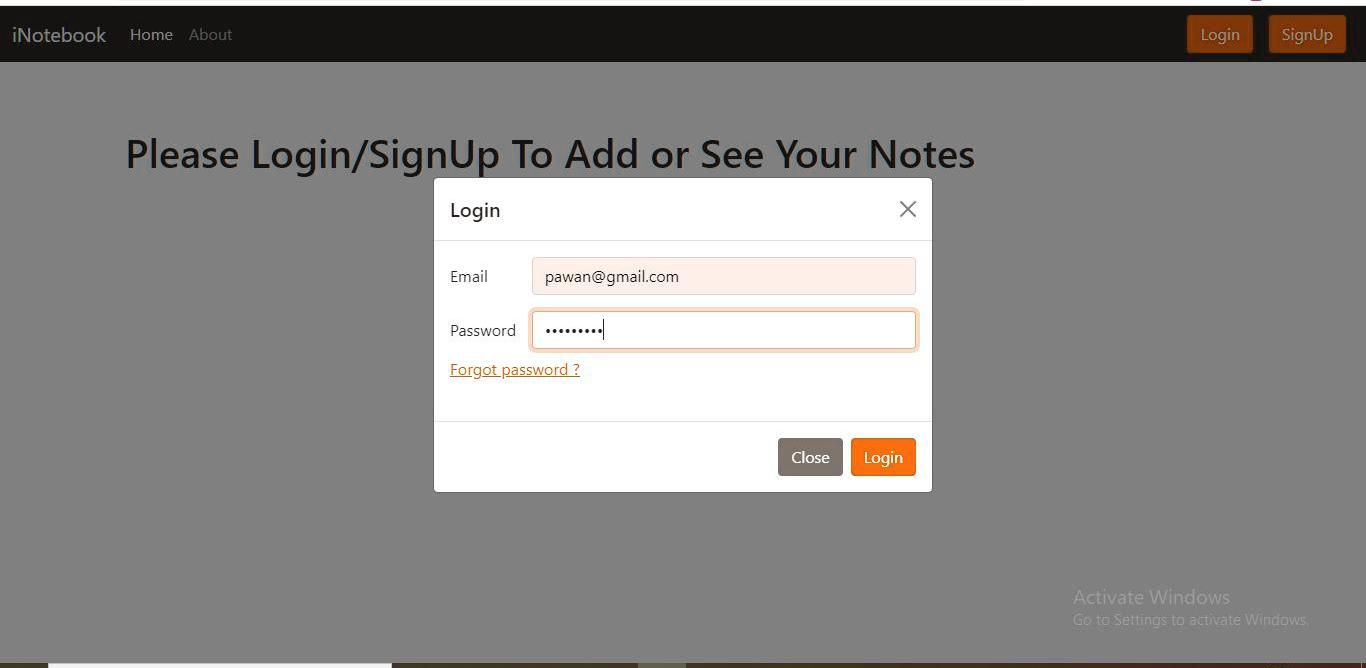 iNotebook Home About Login SignUp
Please Login/SignUp To Add or See Your Notes
Login
Email pawan@gmail.com
Password •••••••••
Forgot password ?
Close Login
Activate Windows
Go to Settings to activate Windows.